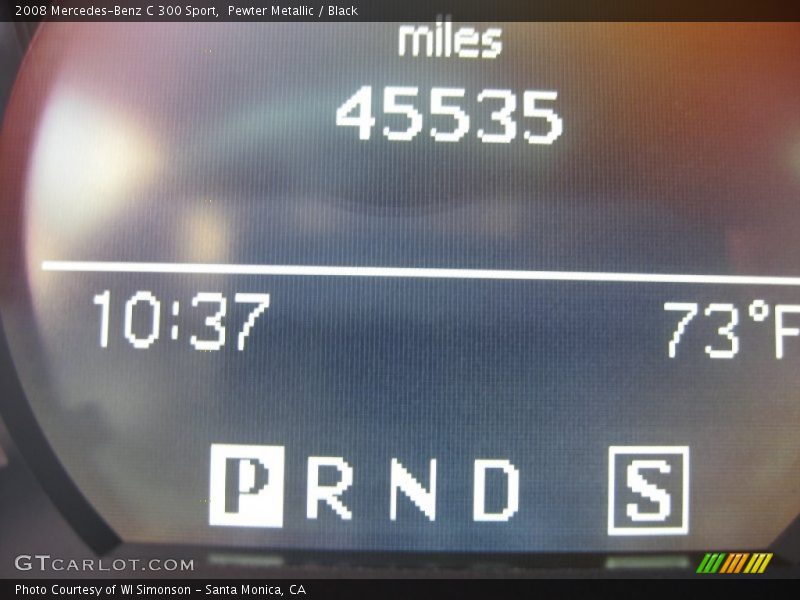 2008 Mercedes-Benz C 300 Sport, Pewter Metallic / Black
miles
45535
10:37 73°F
P R N D S
GTCARLOT.COM
Photo Courtesy of WI Simonson - Santa Monica, CA